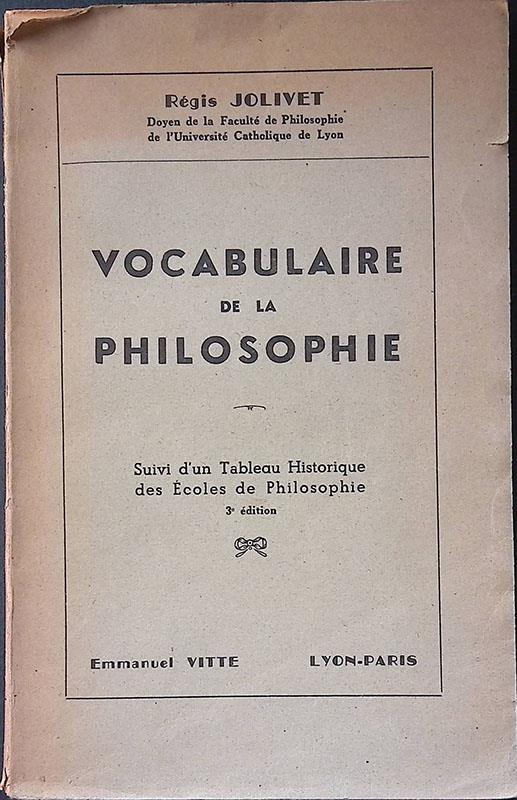 Régis JOLIVET
Doyen de la Faculté de Philosophie
de l'Université Catholique de Lyon
VOCABULAIRE
DE LA
PHILOSOPHIE
Suivi d'un Tableau Historique
des Écoles de Philosophie
3e édition
Emmanuel VITTE LYON-PARIS